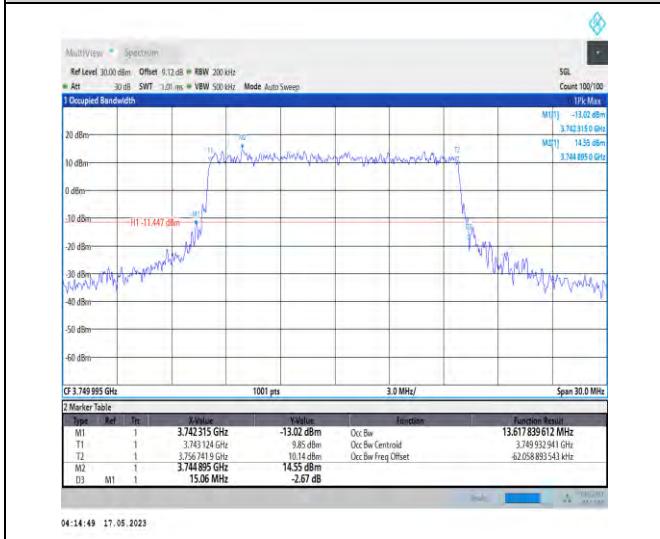 MultiView Spectrum
Ref Level 30.00 dBm Offset 9.12 dB RBW 200 kHz SGL
Att 30 dB SWT 1.01 ms VBW 500 kHz Mode Auto Sweep Count 100/100
1 Occupied Bandwidth 1Pk Max
M1[1] -13.02 dBm
3.742 315 0 GHz
M2[1] 14.55 dBm
3.744 895 0 GHz
20 dBm
M2
T1 T2
10 dBm
0 dBm
-10 dBm
M1
H1 -11.447 dBm
-20 dBm
-30 dBm
-40 dBm
-50 dBm
-60 dBm
CF 3.749 995 GHz 1001 pts 3.0 MHz/ Span 30.0 MHz
2 Marker Table
Type Ref Trc X-Value Y-Value Function Function Result
M1 1 3.742 315 GHz -13.02 dBm Occ Bw 13.617 839 612 MHz
T1 1 3.743 124 GHz 9.85 dBm Occ Bw Centroid 3.749 932 941 GHz
T2 1 3.756 741 9 GHz 10.14 dBm Occ Bw Freq Offset -62.058 893 543 kHz
M2 1 3.744 895 GHz 14.55 dBm
D3 M1 1 15.06 MHz -2.67 dB
04:14:49 17.05.2023